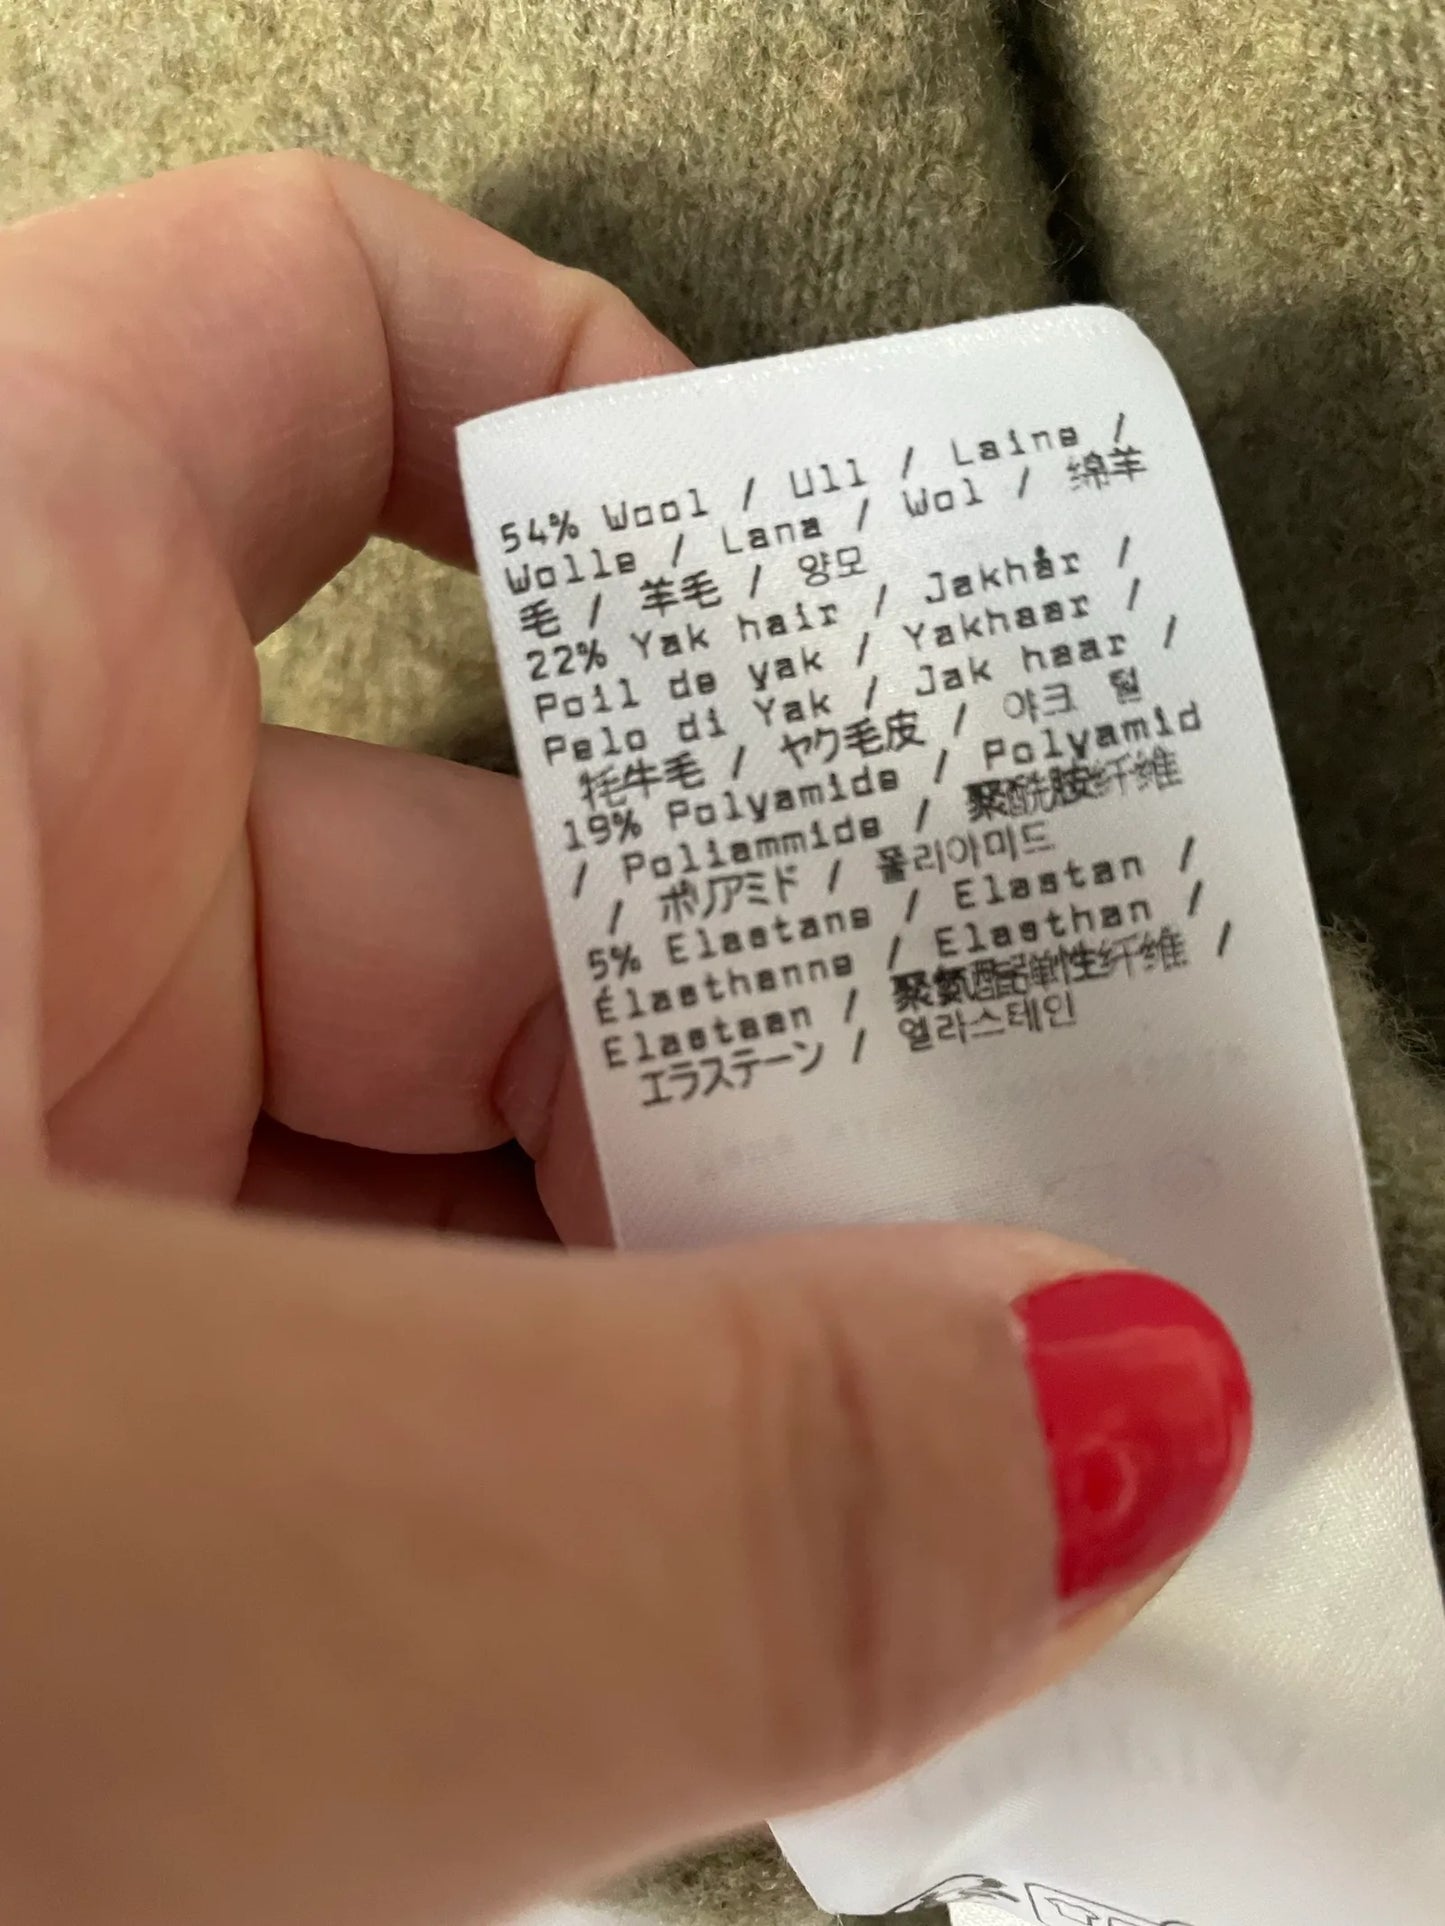 54% Wool / Ull / Laine /
Wolle / Lana / Wol / 绵羊
毛 / 羊毛 / 양모
22% Yak hair / Jakhår /
Poil de yak / Yakhaar /
Pelo di Yak / Jak haar /
牦牛毛 / ヤク毛皮 / 야크 털
19% Polyamide / Polyamid
/ Poliammide / 聚酰胺纤维
/ ポリアミド / 폴리아미드
5% Elastane / Elastan /
Élasthanne / Elasthan /
Elastaan / 聚氨酯弹性纤维 /
エラステーン / 엘라스테인